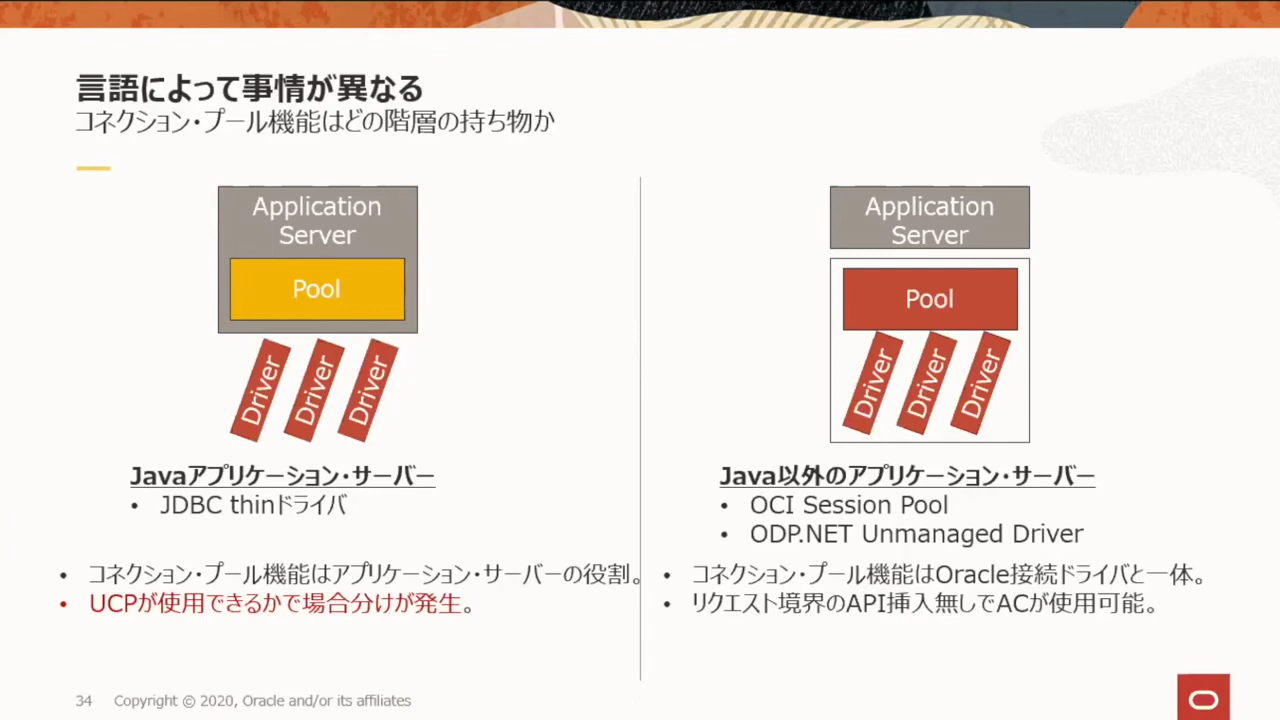 言語によって事情が異なる
コネクション・プール機能はどの階層の持ち物か
Application
Server
Pool
Driver
Driver
Driver
Javaアプリケーション・サーバー
• JDBC thinドライバ
• コネクション・プール機能はアプリケーション・サーバーの役割。
• UCPが使用できるかで場合分けが発生。
Application
Server
Pool
Driver
Driver
Driver
Java以外のアプリケーション・サーバー
• OCI Session Pool
• ODP.NET Unmanaged Driver
• コネクション・プール機能はOracle接続ドライバと一体。
• リクエスト境界のAPI挿入無しでACが使用可能。
34 Copyright © 2020, Oracle and/or its affiliates